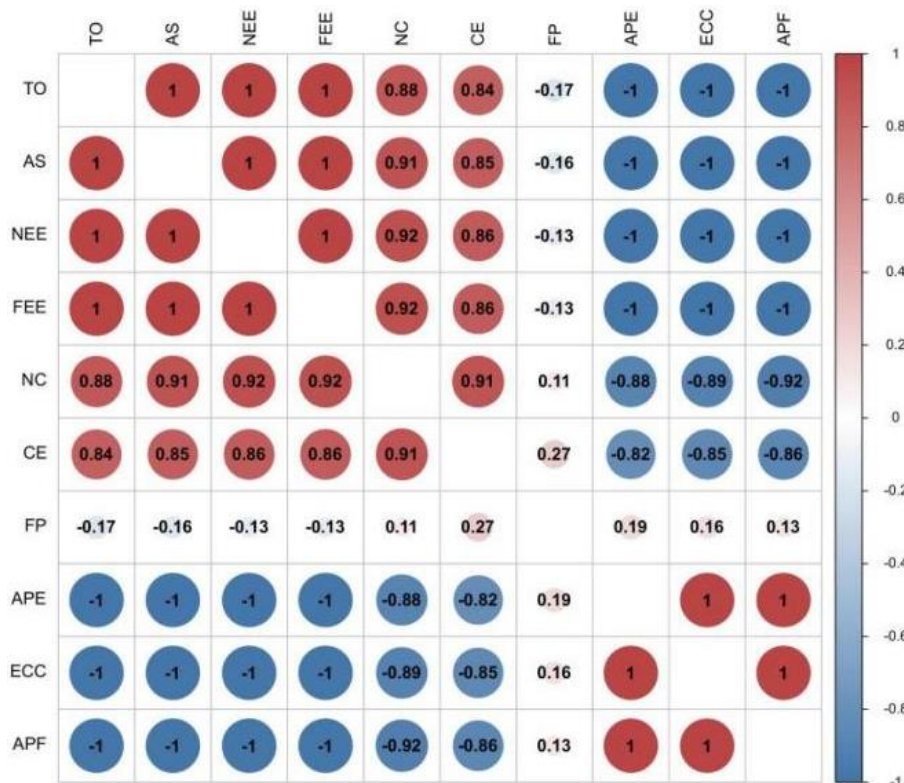 TO AS NEE FEE NC CE FP APE ECC APF
TO 1 1 1 0.88 0.84 -0.17 -1 -1 -1
AS 1 1 1 0.91 0.85 -0.16 -1 -1 -1
NEE 1 1 1 0.92 0.86 -0.13 -1 -1 -1
FEE 1 1 1 0.92 0.86 -0.13 -1 -1 -1
NC 0.88 0.91 0.92 0.92 0.91 0.11 -0.88 -0.89 -0.92
CE 0.84 0.85 0.86 0.86 0.91 0.27 -0.82 -0.85 -0.86
FP -0.17 -0.16 -0.13 -0.13 0.11 0.27 0.19 0.16 0.13
APE -1 -1 -1 -1 -0.88 -0.82 0.19 1 1
ECC -1 -1 -1 -1 -0.89 -0.85 0.16 1 1
APF -1 -1 -1 -1 -0.92 -0.86 0.13 1 1
1
0.8
0.6
0.4
0.2
0
-0.2
-0.4
-0.6
-0.8
-1